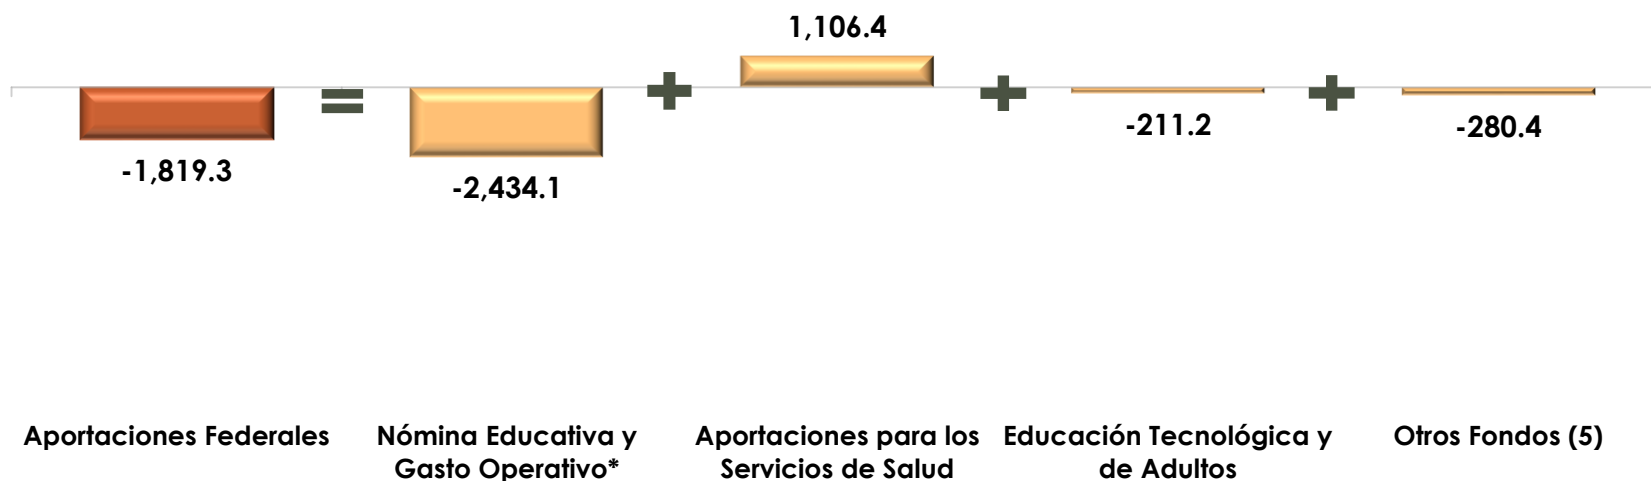 1,106.4
-1,819.3
-2,434.1
-211.2
-280.4
Aportaciones Federales
Nómina Educativa y
Gasto Operativo*
Aportaciones para los
Servicios de Salud
Educación Tecnológica y
de Adultos
Otros Fondos (5)